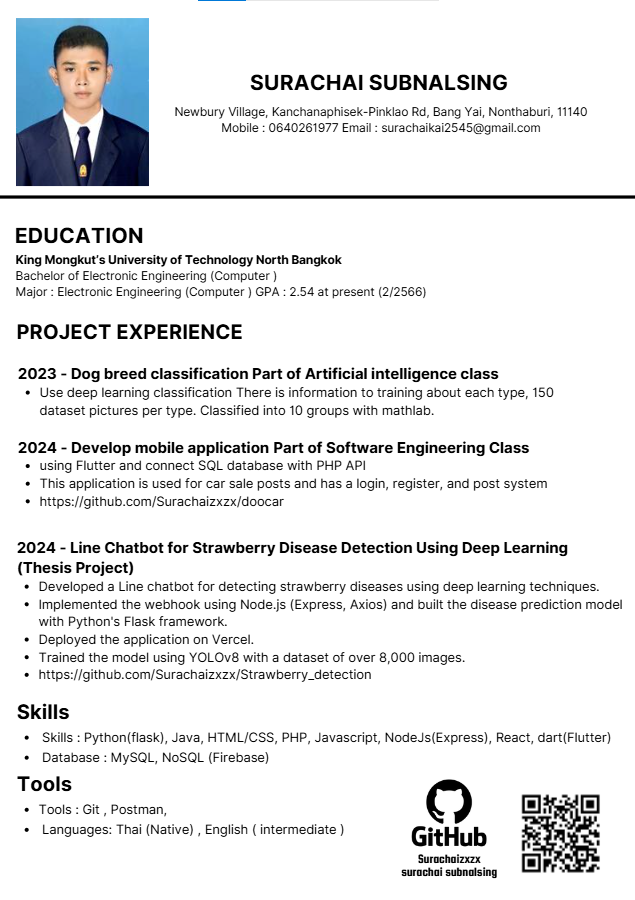 SURACHAI SUBNALSING
Newbury Village, Kanchanaphisek-Pinklao Rd, Bang Yai, Nonthaburi, 11140
Mobile : 0640261977 Email : surachaikai2545@gmail.com
EDUCATION
King Mongkut's University of Technology North Bangkok
Bachelor of Electronic Engineering (Computer )
Major : Electronic Engineering (Computer ) GPA : 2.54 at present (2/2566)
PROJECT EXPERIENCE
2023 - Dog breed classification Part of Artificial intelligence class
• Use deep learning classification There is information to training about each type, 150
dataset pictures per type. Classified into 10 groups with mathlab.
2024 - Develop mobile application Part of Software Engineering Class
• using Flutter and connect SQL database with PHP API
• This application is used for car sale posts and has a login, register, and post system
• https://github.com/Surachaizxzx/doocar
2024 - Line Chatbot for Strawberry Disease Detection Using Deep Learning
(Thesis Project)
• Developed a Line chatbot for detecting strawberry diseases using deep learning techniques.
• Implemented the webhook using Node.js (Express, Axios) and built the disease prediction model
with Python's Flask framework.
• Deployed the application on Vercel.
• Trained the model using YOLOv8 with a dataset of over 8,000 images.
• https://github.com/Surachaizxzx/Strawberry_detection
Skills
• Skills : Python(flask), Java, HTML/CSS, PHP, Javascript, NodeJs(Express), React, dart(Flutter)
• Database : MySQL, NoSQL (Firebase)
Tools
• Tools : Git , Postman,
• Languages: Thai (Native) , English ( intermediate )
GitHub
Surachaizxzx
surachai subnalsing